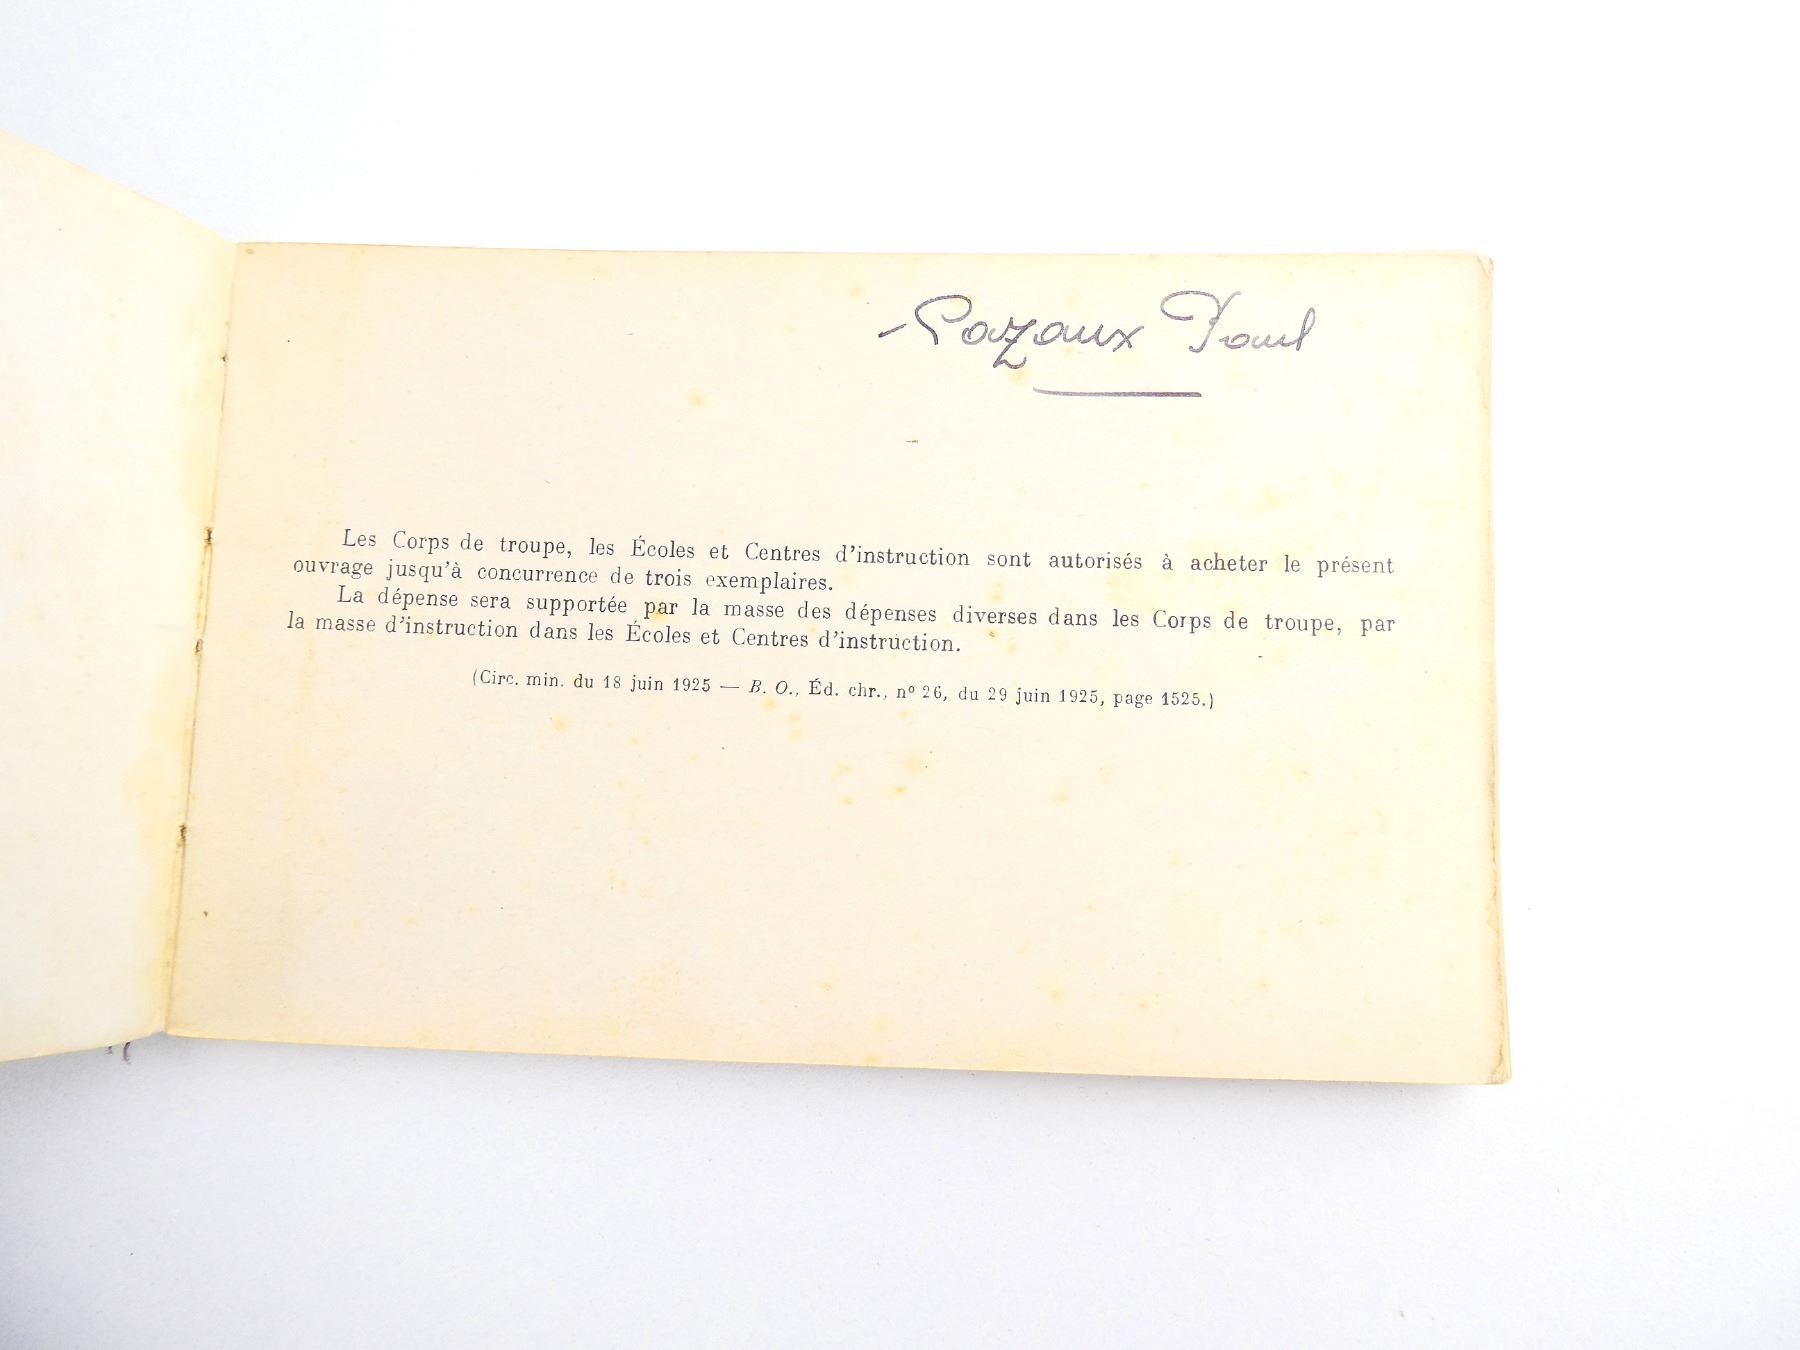 Cazaux Paul
Les Corps de troupe, les Écoles et Centres d'instruction sont autorisés à acheter le présent
ouvrage jusqu'à concurrence de trois exemplaires.
La dépense sera supportée par la masse des dépenses diverses dans les Corps de troupe, par
la masse d'instruction dans les Écoles et Centres d'instruction.
(Circ. min. du 18 juin 1925 — B. O., Éd. chr., nº 26, du 29 juin 1925, page 1525.)